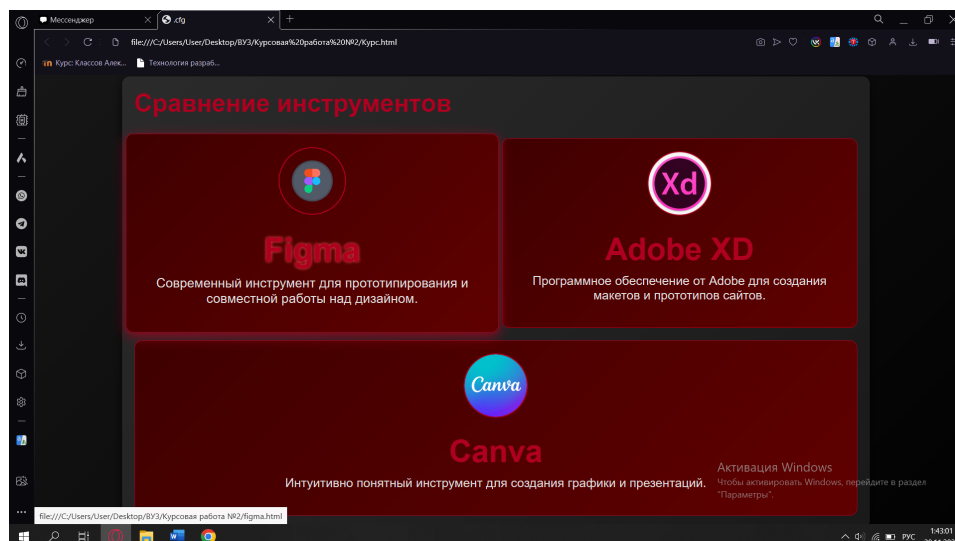 Мессенджер
.cfg
file:///C:/Users/User/Desktop/ВУЗ/Курсовая%20работа%20№2/Курс.html
Курс: Классов Алек...
Технология разраб...
Сравнение инструментов
Figma
Современный инструмент для прототипирования и
совместной работы над дизайном.
Xd
Adobe XD
Программное обеспечение от Adobe для создания
макетов и прототипов сайтов.
Canva
Canva
Интуитивно понятный инструмент для создания графики и презентаций.
Активация Windows
Чтобы активировать Windows, перейдите в раздел
"Параметры".
file:///C:/Users/User/Desktop/ВУЗ/Курсовая работа №2/figma.html
РУС
1:43:01